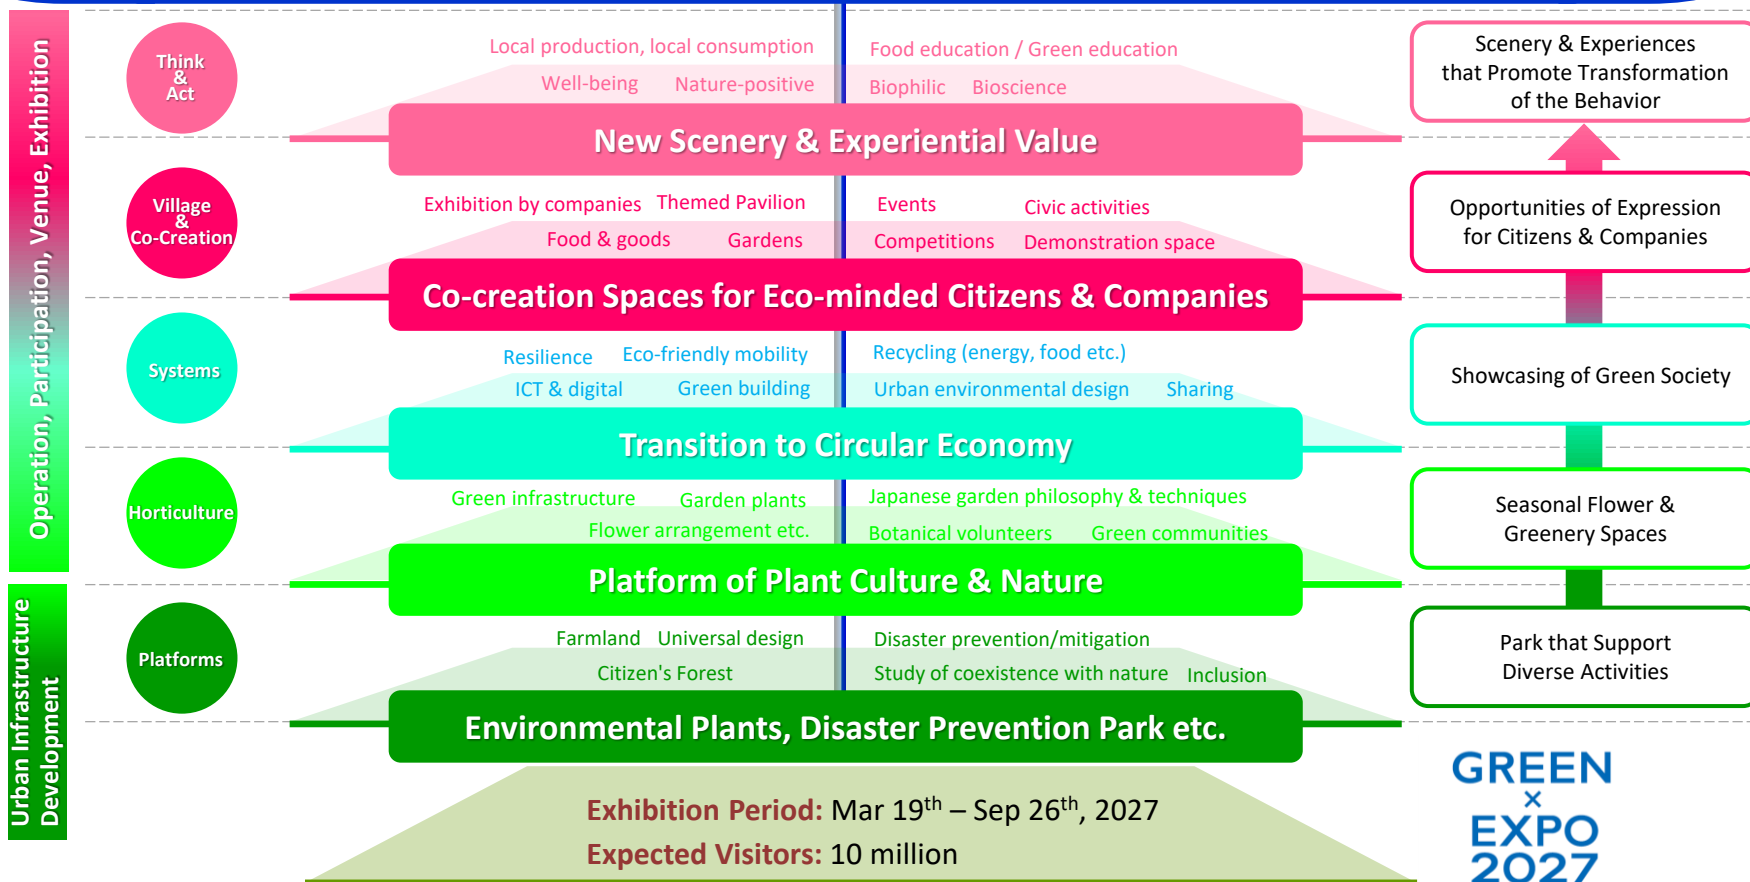 Operation, Participation, Venue, Exhibition
Urban Infrastructure
Development
Think
&
Act
Local production, local consumption
Food education / Green education
Well-being
Nature-positive
Biophilic
Bioscience
New Scenery & Experiential Value
Scenery & Experiences
that Promote Transformation
of the Behavior
Village
&
Co-Creation
Exhibition by companies
Themed Pavilion
Events
Civic activities
Food & goods
Gardens
Competitions
Demonstration space
Co-creation Spaces for Eco-minded Citizens & Companies
Opportunities of Expression
for Citizens & Companies
Systems
Resilience
Eco-friendly mobility
Recycling (energy, food etc.)
ICT & digital
Green building
Urban environmental design
Sharing
Transition to Circular Economy
Showcasing of Green Society
Horticulture
Green infrastructure
Garden plants
Japanese garden philosophy & techniques
Flower arrangement etc.
Botanical volunteers
Green communities
Platform of Plant Culture & Nature
Seasonal Flower &
Greenery Spaces
Platforms
Farmland
Universal design
Disaster prevention/mitigation
Citizen's Forest
Study of coexistence with nature
Inclusion
Environmental Plants, Disaster Prevention Park etc.
Park that Support
Diverse Activities
Exhibition Period: Mar 19th – Sep 26th, 2027
Expected Visitors: 10 million
GREEN
×
EXPO
2027